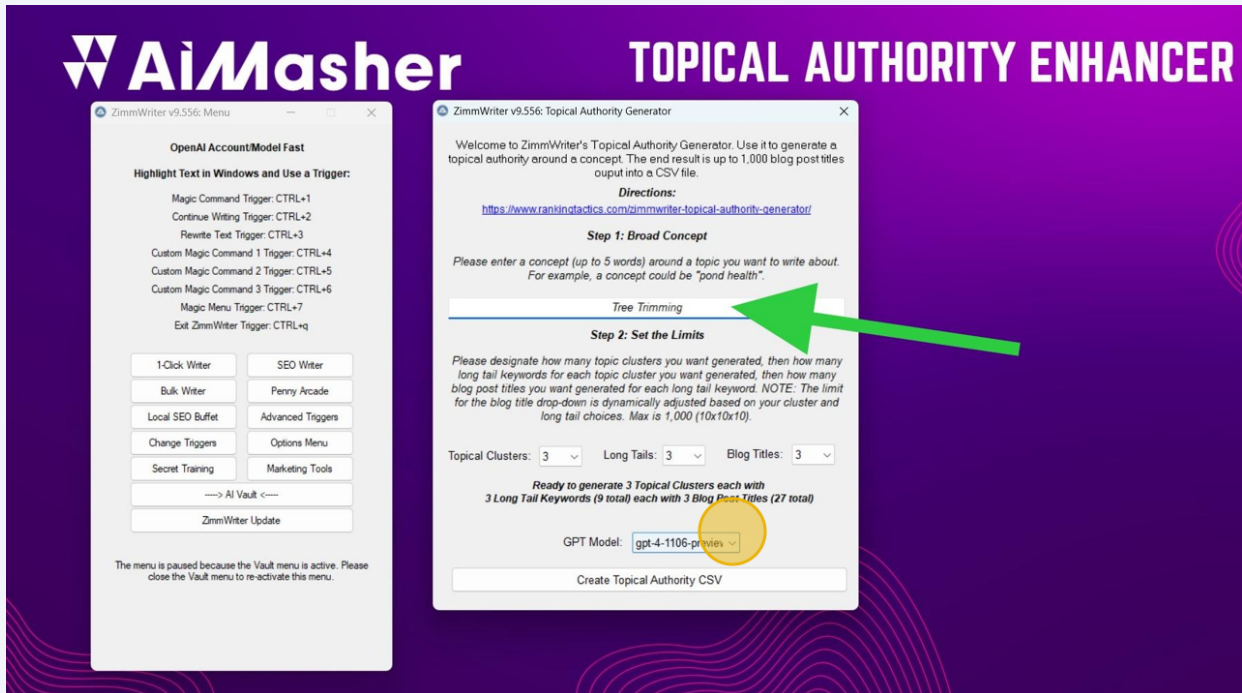 AiMasher
TOPICAL AUTHORITY ENHANCER
ZimmWriter v9.556: Menu
OpenAI Account/Model Fast
Highlight Text in Windows and Use a Trigger:
Magic Command Trigger: CTRL+1
Continue Writing Trigger: CTRL+2
Rewrite Text Trigger: CTRL+3
Custom Magic Command 1 Trigger: CTRL+4
Custom Magic Command 2 Trigger: CTRL+5
Custom Magic Command 3 Trigger: CTRL+6
Magic Menu Trigger: CTRL+7
Exit ZimmWriter Trigger: CTRL+q
1-Click Writer
SEO Writer
Bulk Writer
Penny Arcade
Local SEO Buffet
Advanced Triggers
Change Triggers
Options Menu
Secret Training
Marketing Tools
-----> AI Vault <-----
ZimmWriter Update
The menu is paused because the Vault menu is active. Please
close the Vault menu to re-activate this menu.
ZimmWriter v9.556: Topical Authority Generator
Welcome to ZimmWriter's Topical Authority Generator. Use it to generate a
topical authority around a concept. The end result is up to 1,000 blog post titles
ouput into a CSV file.
Directions:
https://www.rankingtactics.com/zimmwriter-topical-authority-generator/
Step 1: Broad Concept
Please enter a concept (up to 5 words) around a topic you want to write about.
For example, a concept could be "pond health".
Tree Trimming
Step 2: Set the Limits
Please designate how many topic clusters you want generated, then how many
long tail keywords for each topic cluster you want generated, then how many
blog post titles you want generated for each long tail keyword. NOTE: The limit
for the blog title drop-down is dynamically adjusted based on your cluster and
long tail choices. Max is 1,000 (10x10x10).
Topical Clusters: 3 Long Tails: 3 Blog Titles: 3
Ready to generate 3 Topical Clusters each with
3 Long Tail Keywords (9 total) each with 3 Blog Post Titles (27 total)
GPT Model: gpt-4-1106-preview
Create Topical Authority CSV